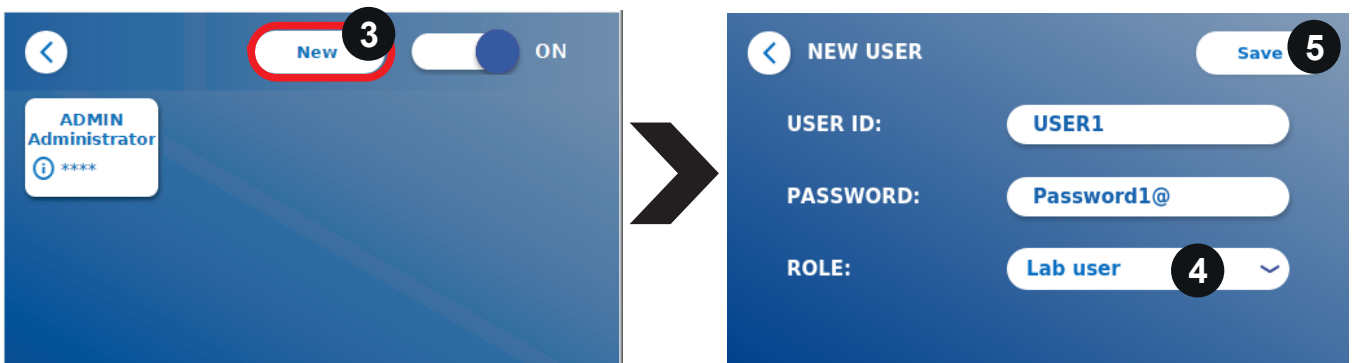 New
3
ON
ADMIN
Administrator
i ****
NEW USER
Save
5
USER ID:
USER1
PASSWORD:
Password1@
ROLE:
Lab user
4